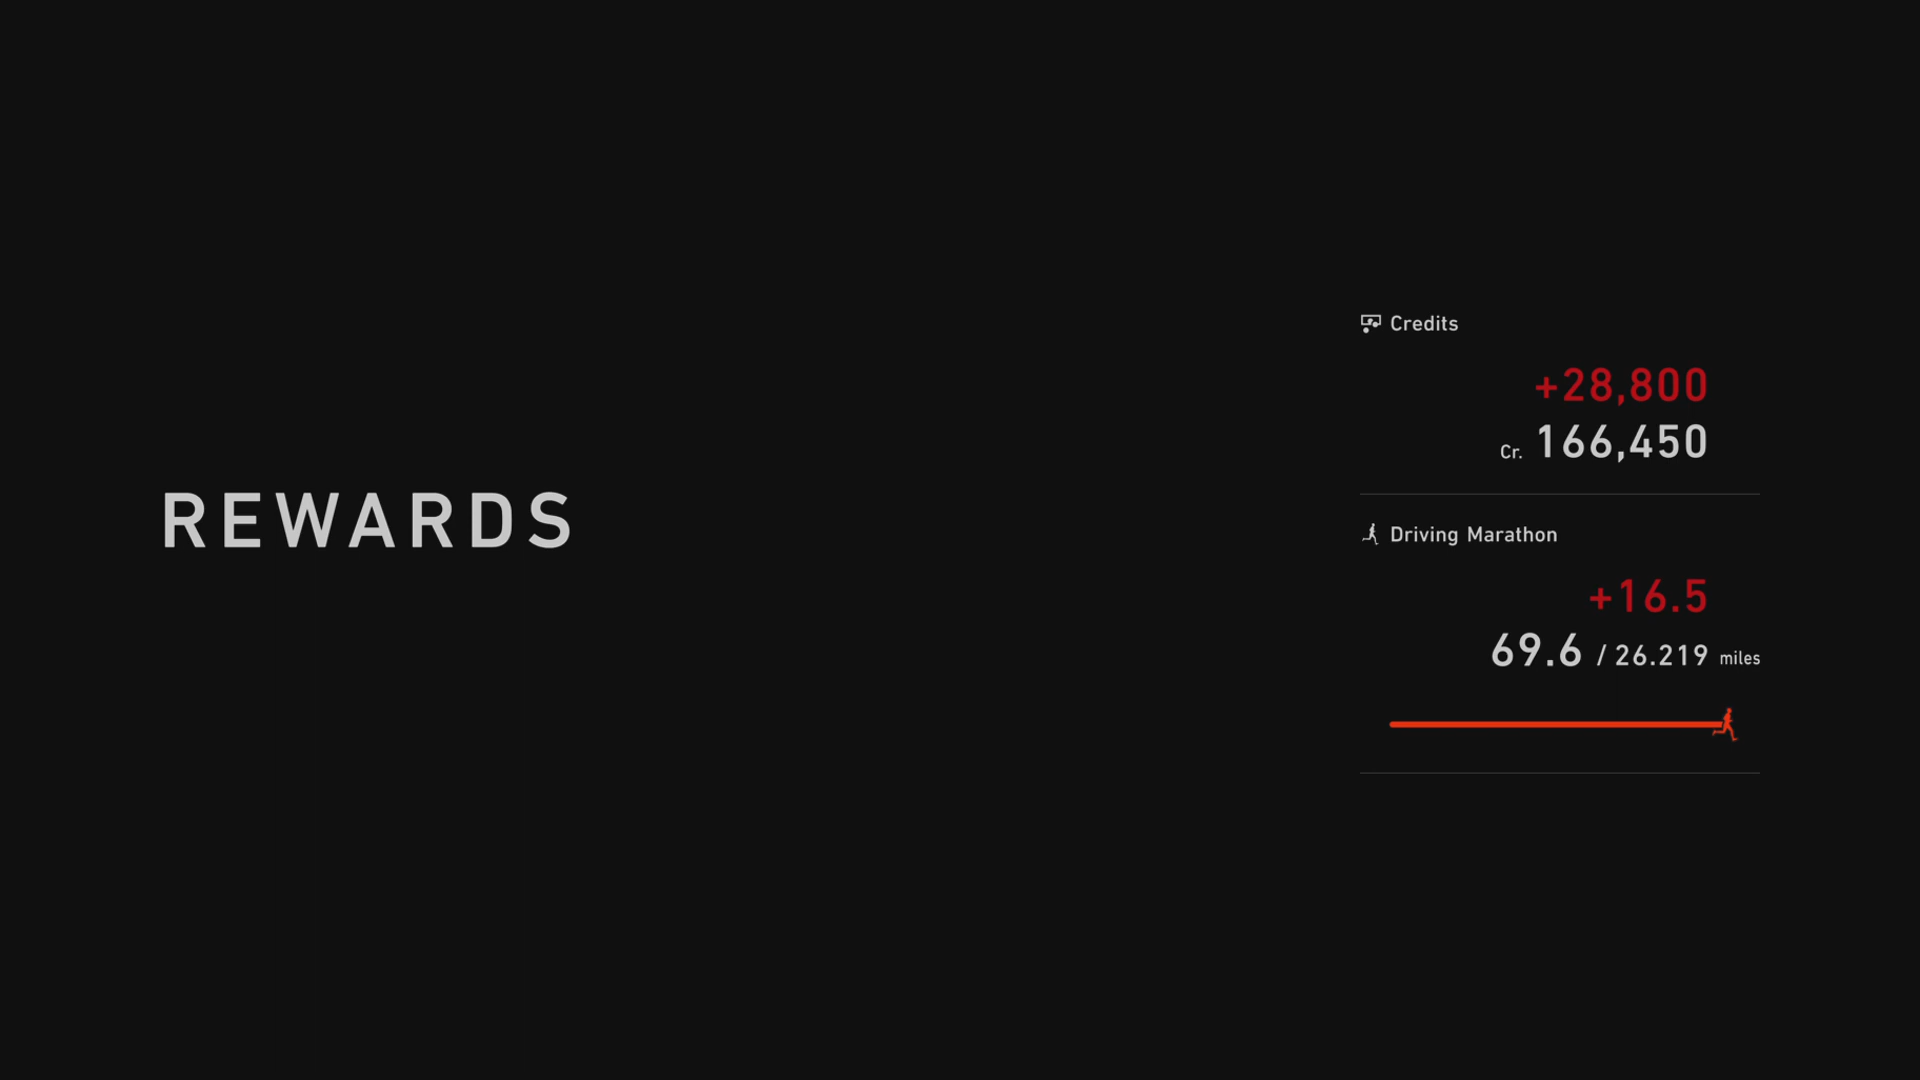 REWARDS
Credits
+28,800
Cr. 166,450
Driving Marathon
+16.5
69.6 / 26.219 miles